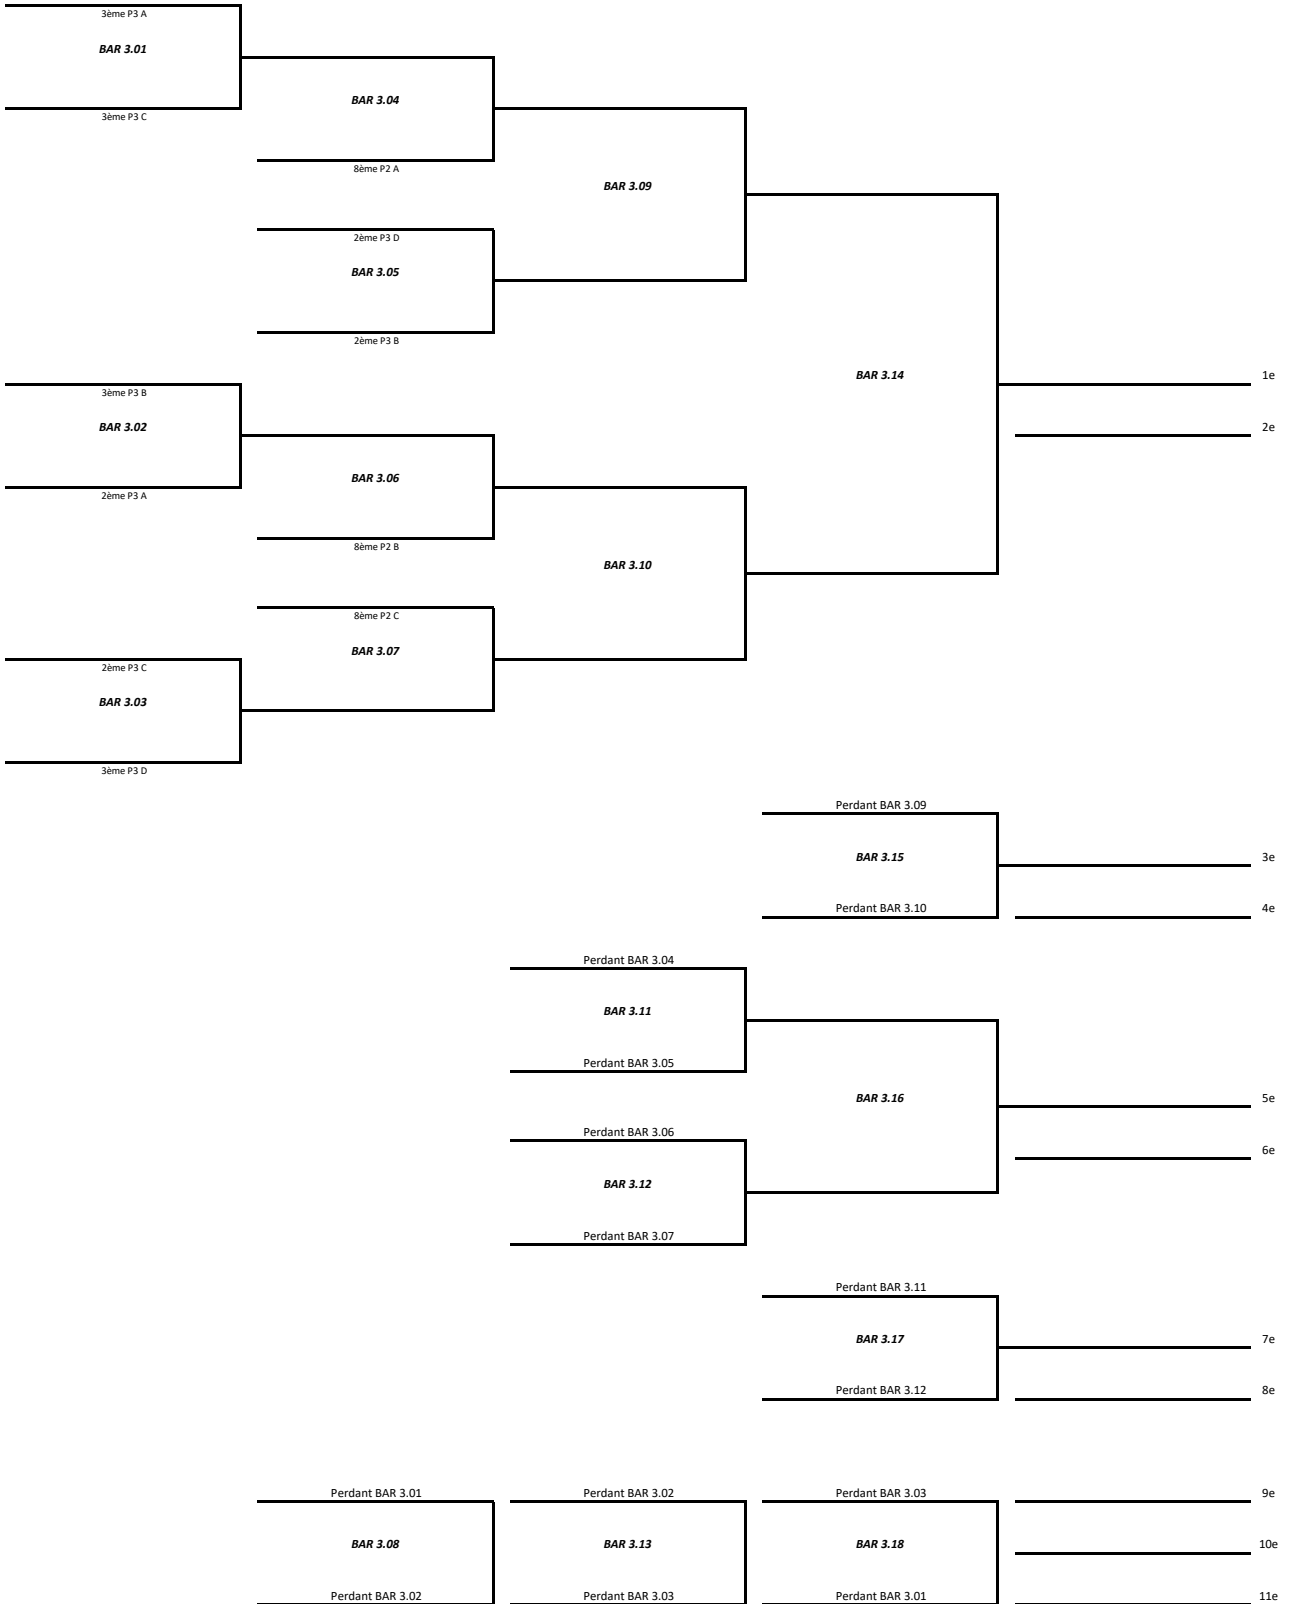 3ème P3 A
BAR 3.01
BAR 3.04
3ème P3 C
8ème P2 A
BAR 3.09
2ème P3 D
BAR 3.05
2ème P3 B
BAR 3.14
1e
3ème P3 B
BAR 3.02
2e
BAR 3.06
2ème P3 A
8ème P2 B
BAR 3.10
8ème P2 C
BAR 3.07
2ème P3 C
BAR 3.03
3ème P3 D
Perdant BAR 3.09
BAR 3.15
3e
Perdant BAR 3.10
4e
Perdant BAR 3.04
BAR 3.11
Perdant BAR 3.05
BAR 3.16
5e
Perdant BAR 3.06
6e
BAR 3.12
Perdant BAR 3.07
Perdant BAR 3.11
BAR 3.17
7e
Perdant BAR 3.12
8e
Perdant BAR 3.01
Perdant BAR 3.02
Perdant BAR 3.03
9e
BAR 3.08
BAR 3.13
BAR 3.18
10e
Perdant BAR 3.02
Perdant BAR 3.03
Perdant BAR 3.01
11e